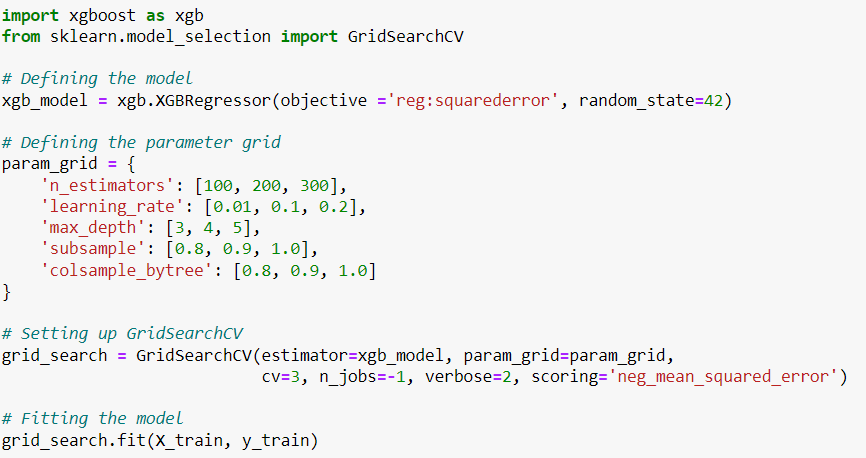 import xgboost as xgb
from sklearn.model_selection import GridSearchCV
# Defining the model
xgb_model = xgb.XGBRegressor(objective ='reg:squarederror', random_state=42)
# Defining the parameter grid
param_grid = {
    'n_estimators': [100, 200, 300],
    'learning_rate': [0.01, 0.1, 0.2],
    'max_depth': [3, 4, 5],
    'subsample': [0.8, 0.9, 1.0],
    'colsample_bytree': [0.8, 0.9, 1.0]
}
# Setting up GridSearchCV
grid_search = GridSearchCV(estimator=xgb_model, param_grid=param_grid,
                         cv=3, n_jobs=-1, verbose=2, scoring='neg_mean_squared_error')
# Fitting the model
grid_search.fit(X_train, y_train)